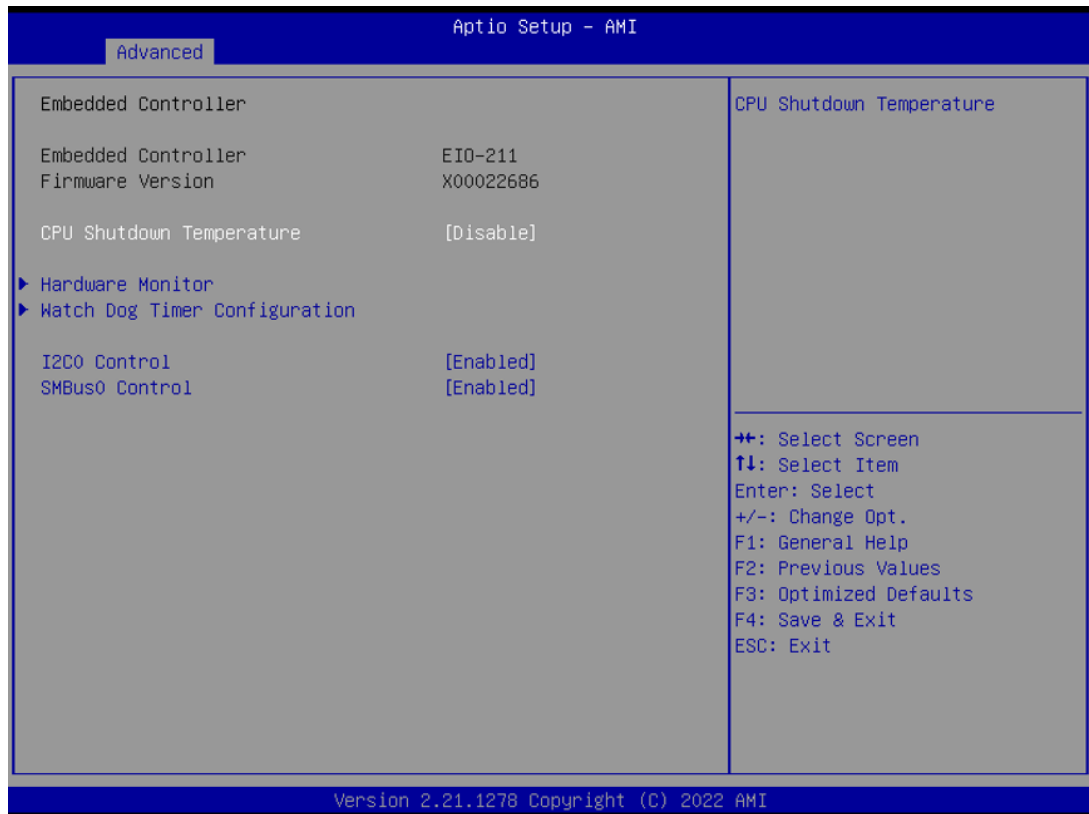 Aptio Setup – AMI
Advanced
Embedded Controller
Embedded Controller EIO-211
Firmware Version X00022686
CPU Shutdown Temperature [Disable]
▶ Hardware Monitor
▶ Watch Dog Timer Configuration
I2C0 Control [Enabled]
SMBus0 Control [Enabled]
CPU Shutdown Temperature
→←: Select Screen
↑↓: Select Item
Enter: Select
+/-: Change Opt.
F1: General Help
F2: Previous Values
F3: Optimized Defaults
F4: Save & Exit
ESC: Exit
Version 2.21.1278 Copyright (C) 2022 AMI